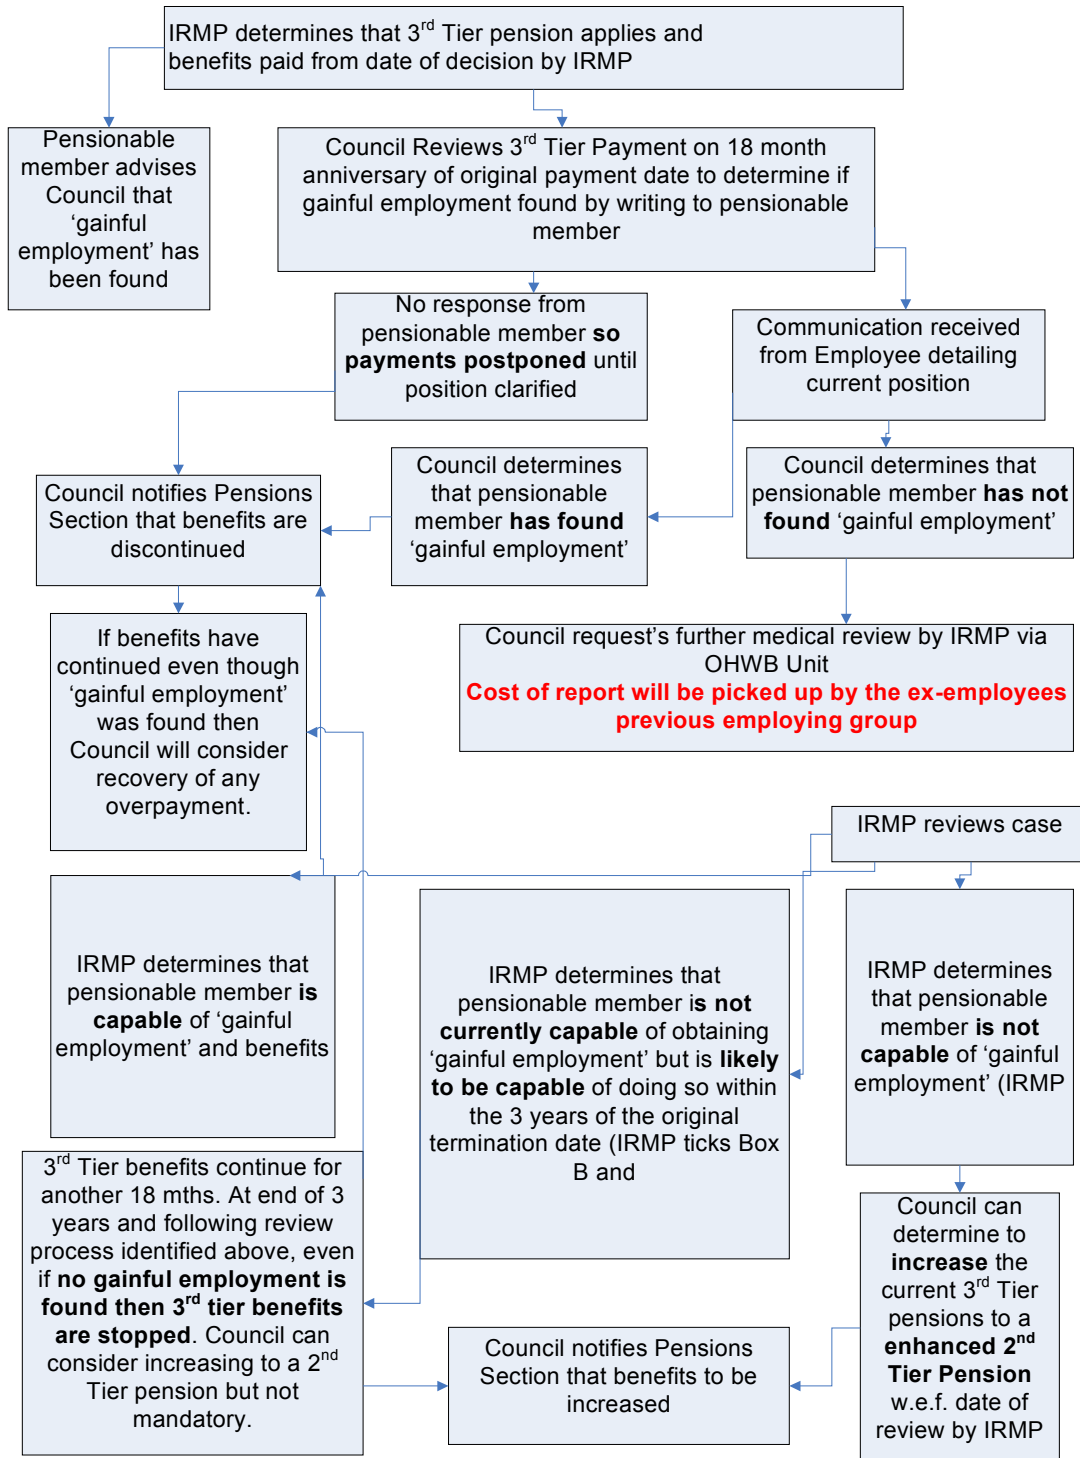 IRMP determines that 3rd Tier pension applies and
benefits paid from date of decision by IRMP
Pensionable
member advises
Council that
‘gainful
employment’ has
been found
Council Reviews 3rd Tier Payment on 18 month
anniversary of original payment date to determine if
gainful employment found by writing to pensionable
member
No response from
pensionable member so
payments postponed until
position clarified
Communication received
from Employee detailing
current position
Council notifies Pensions
Section that benefits are
discontinued
Council determines
that pensionable
member has found
‘gainful employment’
Council determines that
pensionable member has not
found ‘gainful employment’
If benefits have
continued even though
‘gainful employment’
was found then
Council will consider
recovery of any
overpayment.
Council request’s further medical review by IRMP via
OHWB Unit
Cost of report will be picked up by the ex-employees
previous employing group
IRMP reviews case
IRMP determines that
pensionable member is
capable of ‘gainful
employment’ and benefits
IRMP determines that
pensionable member is not
currently capable of obtaining
‘gainful employment’ but is likely
to be capable of doing so within
the 3 years of the original
termination date (IRMP ticks Box
B and
IRMP determines
that pensionable
member is not
capable of ‘gainful
employment’ (IRMP
3rd Tier benefits continue for
another 18 mths. At end of 3
years and following review
process identified above, even
if no gainful employment is
found then 3rd tier benefits
are stopped. Council can
consider increasing to a 2nd
Tier pension but not
mandatory.
Council notifies Pensions
Section that benefits to be
increased
Council can
determine to
increase the
current 3rd Tier
pensions to a
enhanced 2nd
Tier Pension
w.e.f. date of
review by IRMP